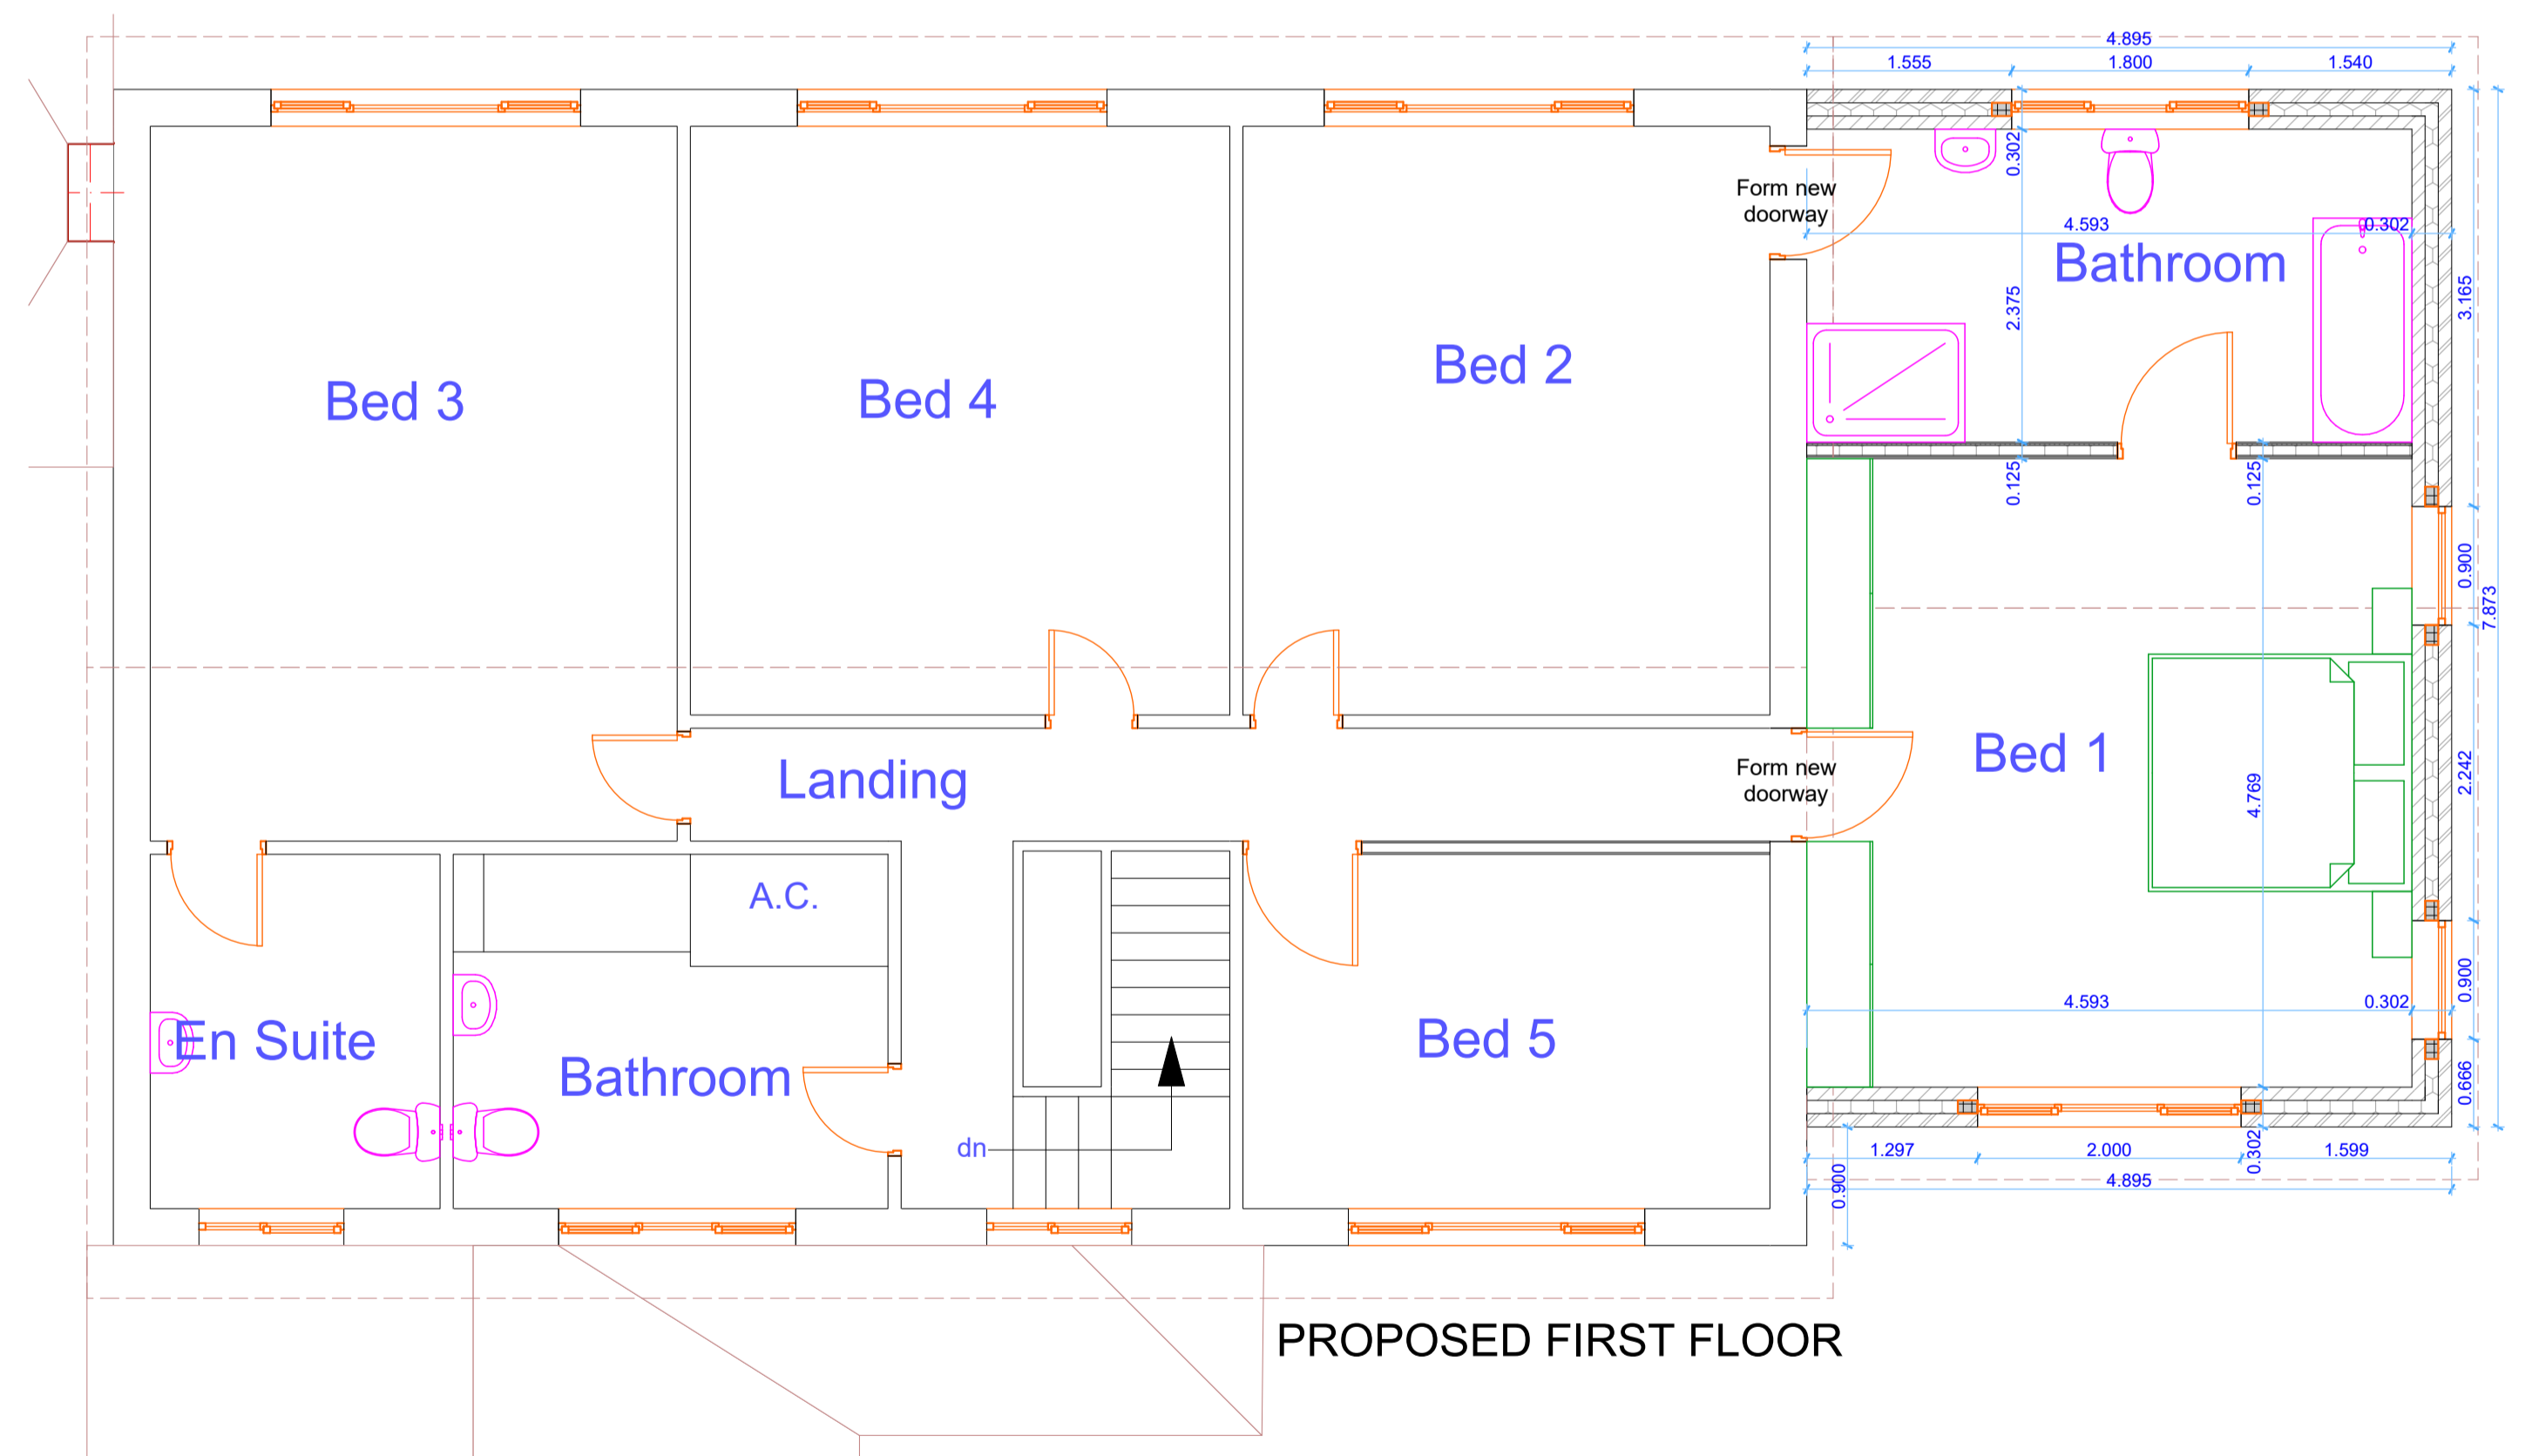 4.895
1.555
1.800
1.540
0.302
Form new
doorway
4.593
0.302
Bathroom
2.375
3.165
Bed 3
Bed 4
Bed 2
0.125
0.125
0.900
7.873
Landing
Form new
doorway
Bed 1
4.769
2.242
A.C.
4.593
0.302
0.900
En Suite
Bathroom
Bed 5
0.666
dn
1.297
2.000
0.302
1.599
0.900
4.895
PROPOSED FIRST FLOOR